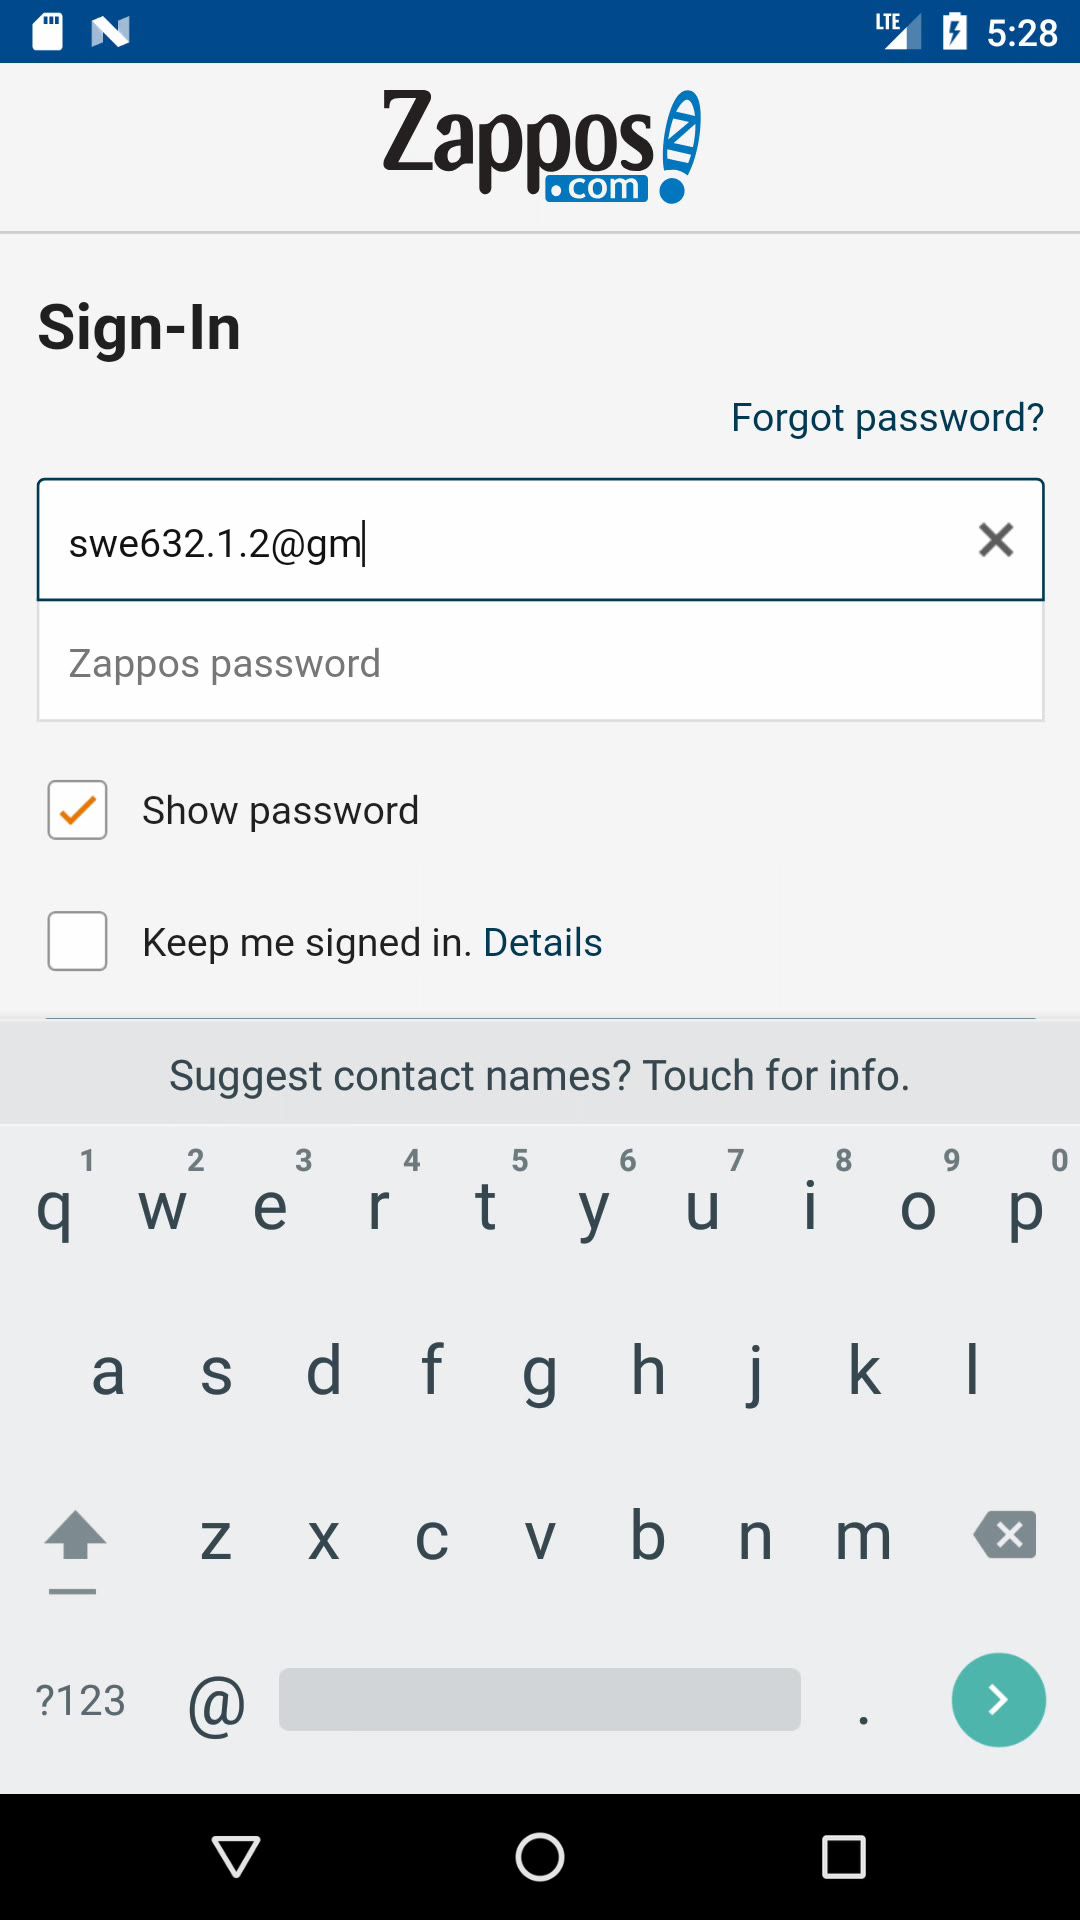 LTE 5:28
Zappos
.com
Sign-In
Forgot password?
swe632.1.2@gm
Zappos password
Show password
Keep me signed in. Details
Suggest contact names? Touch for info.
1 2 3 4 5 6 7 8 9 0
q w e r t y u i o p
a s d f g h j k l
z x c v b n m
?123 @ .